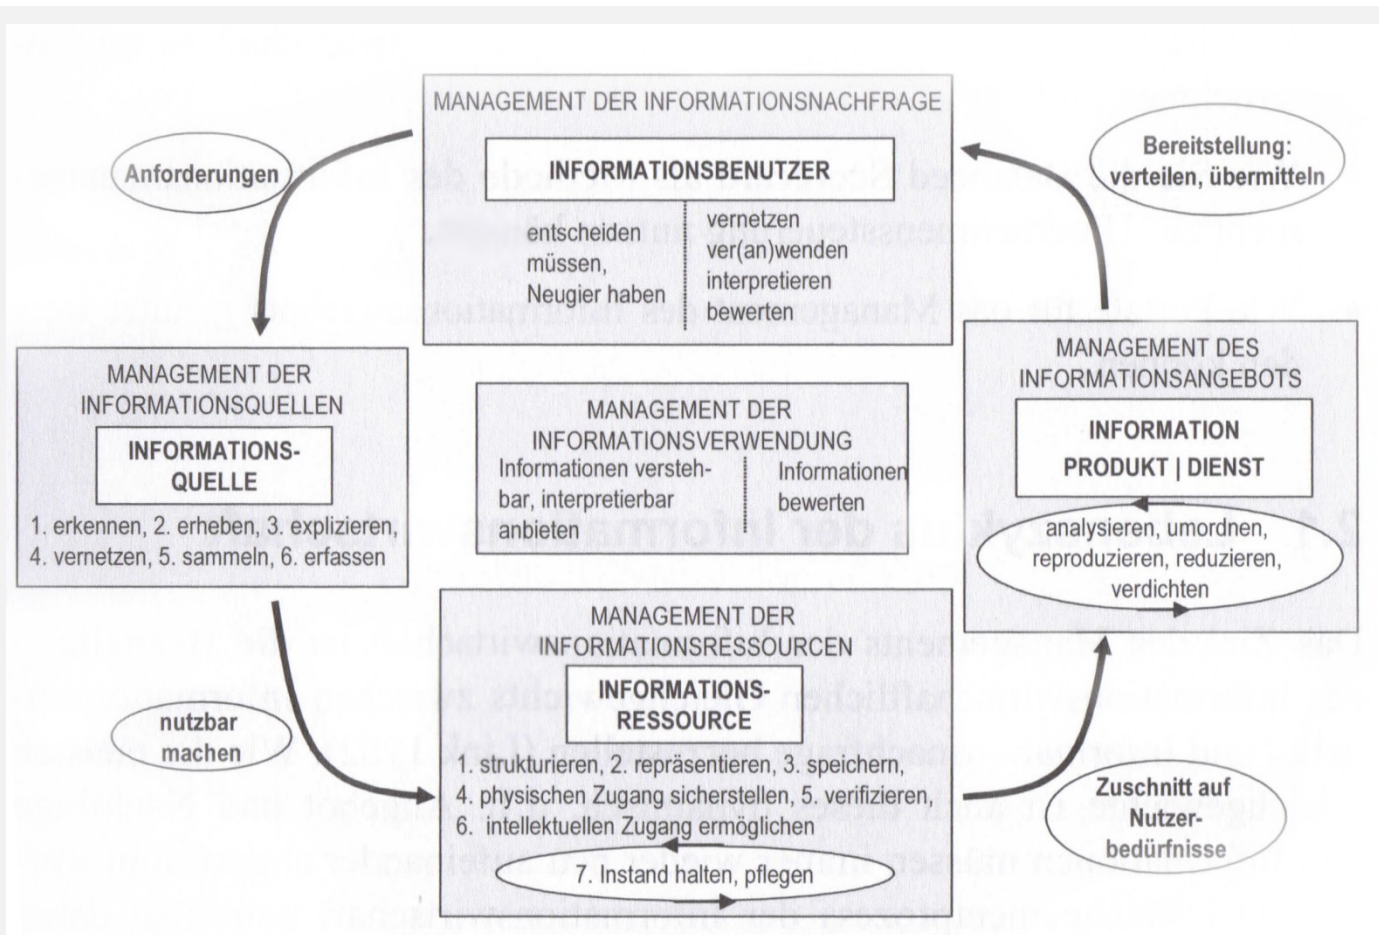 MANAGEMENT DER INFORMATIONSNACHFRAGE
INFORMATIONSBENUTZER
entscheiden
müssen,
Neugier haben
vernetzen
ver(an)wenden
interpretieren
bewerten
Anforderungen
Bereitstellung:
verteilen, übermitteln
MANAGEMENT DER
INFORMATIONSQUELLEN
INFORMATIONS-
QUELLE
1. erkennen, 2. erheben, 3. explizieren,
4. vernetzen, 5. sammeln, 6. erfassen
MANAGEMENT DER
INFORMATIONSVERWENDUNG
Informationen versteh-
bar, interpretierbar
anbieten
Informationen
bewerten
MANAGEMENT DES
INFORMATIONSANGEBOTS
INFORMATION
PRODUKT | DIENST
analysieren, umordnen,
reproduzieren, reduzieren,
verdichten
nutzbar
machen
MANAGEMENT DER
INFORMATIONSRESSOURCEN
INFORMATIONS-
RESSOURCE
1. strukturieren, 2. repräsentieren, 3. speichern,
4. physischen Zugang sicherstellen, 5. verifizieren,
6. intellektuellen Zugang ermöglichen
7. Instand halten, pflegen
Zuschnitt auf
Nutzer-
bedürfnisse